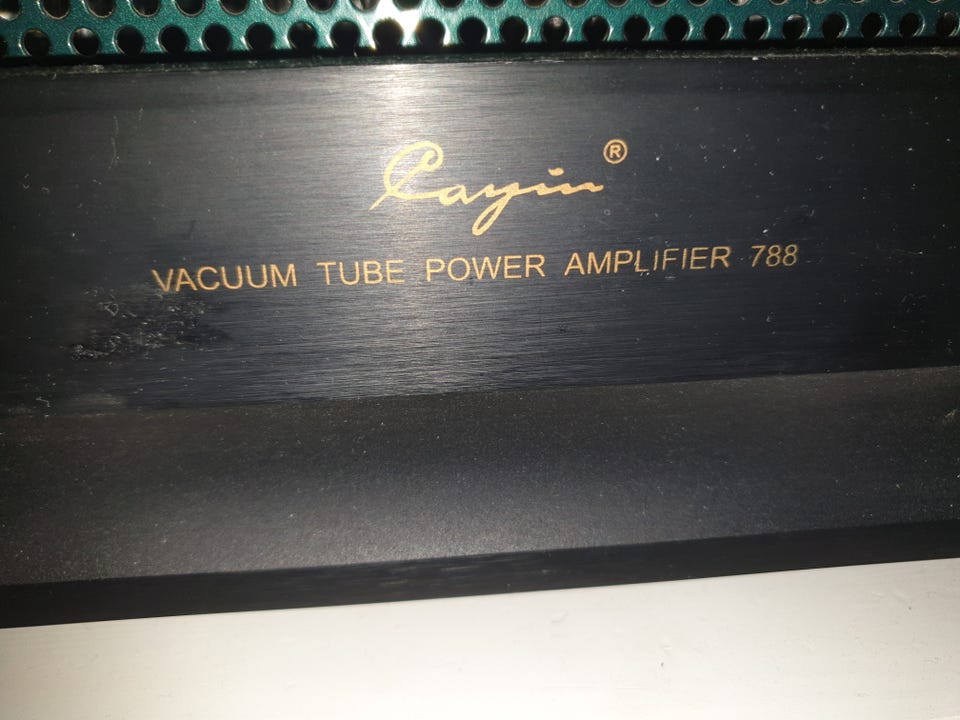 Cayin®
VACUUM TUBE POWER AMPLIFIER 788